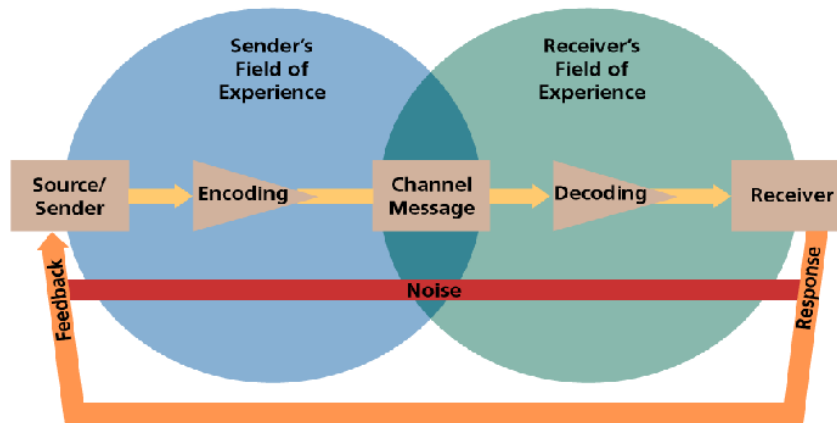 Sender's
Field of
Experience
Receiver's
Field of
Experience
Source/
Sender
Encoding
Channel
Message
Decoding
Receiver
Feedback
Noise
Response